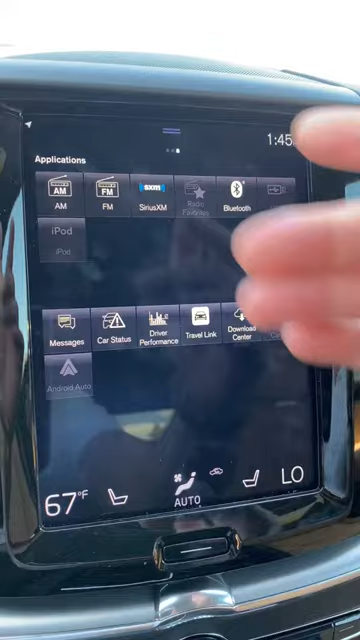 1:45
Applications
AM
FM
sxm
AM
FM
SiriusXM
Radio
Favorites
Bluetooth
iPod
iPod
Messages
Car Status
Driver
Performance
Travel Link
Download
Center
Android Auto
67°F
AUTO
LO